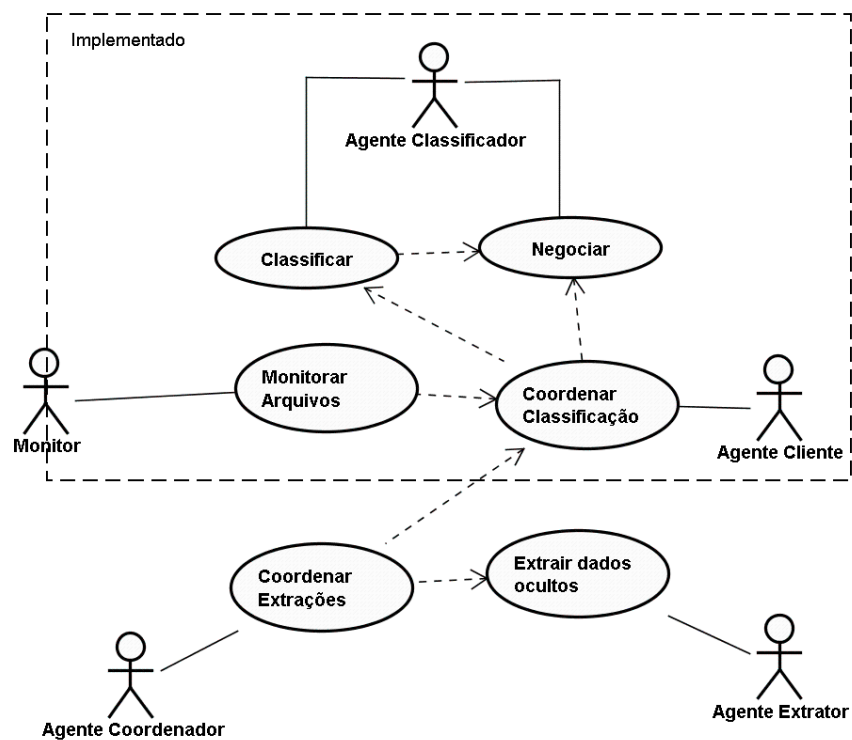 Implementado
Agente Classificador
Classificar
Negociar
Monitorar
Arquivos
Coordenar
Classificação
Monitor
Agente Cliente
Coordenar
Extrações
Extrair dados
ocultos
Agente Coordenador
Agente Extrator